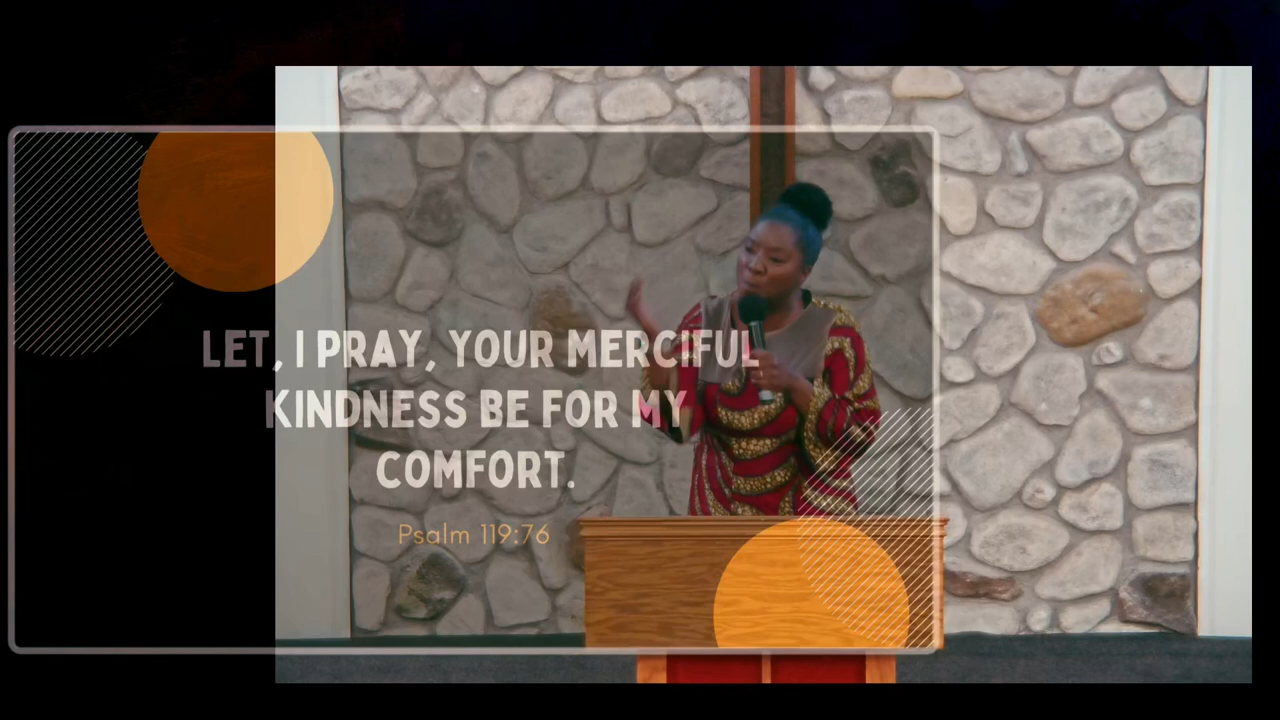 LET, I PRAY, YOUR MERCIFUL
KINDNESS BE FOR MY
COMFORT.
Psalm 119:76